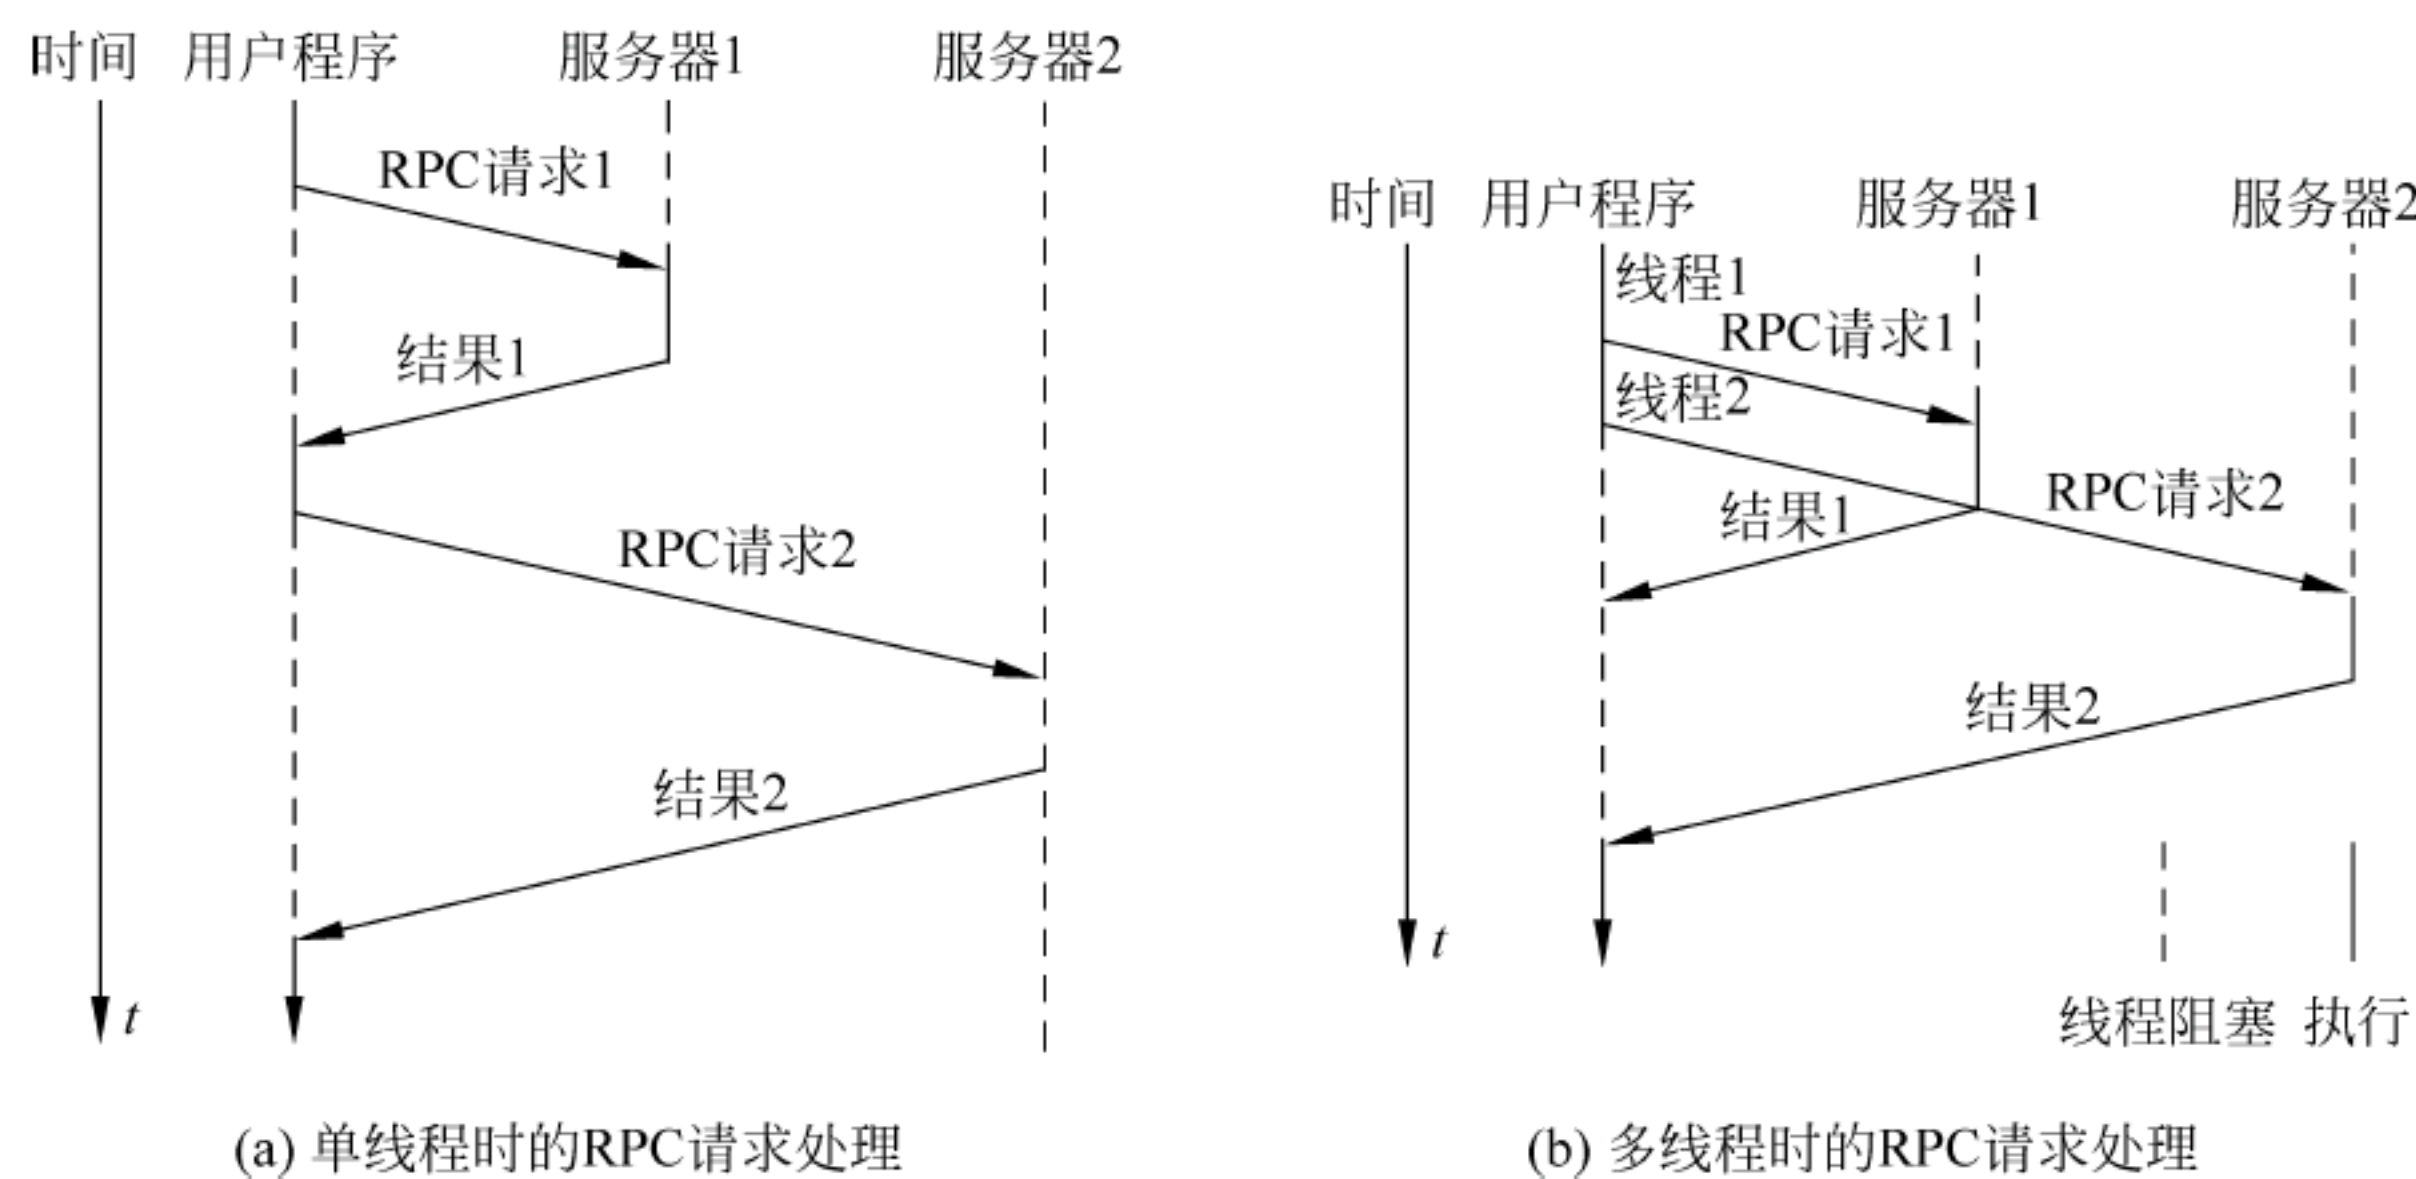 时间 用户程序 服务器1 服务器2
RPC请求1
结果1
RPC请求2
结果2
t
(a) 单线程时的RPC请求处理
时间 用户程序 服务器1 服务器2
线程1
RPC请求1
线程2
RPC请求2
结果1
结果2
t
线程阻塞 执行
(b) 多线程时的RPC请求处理